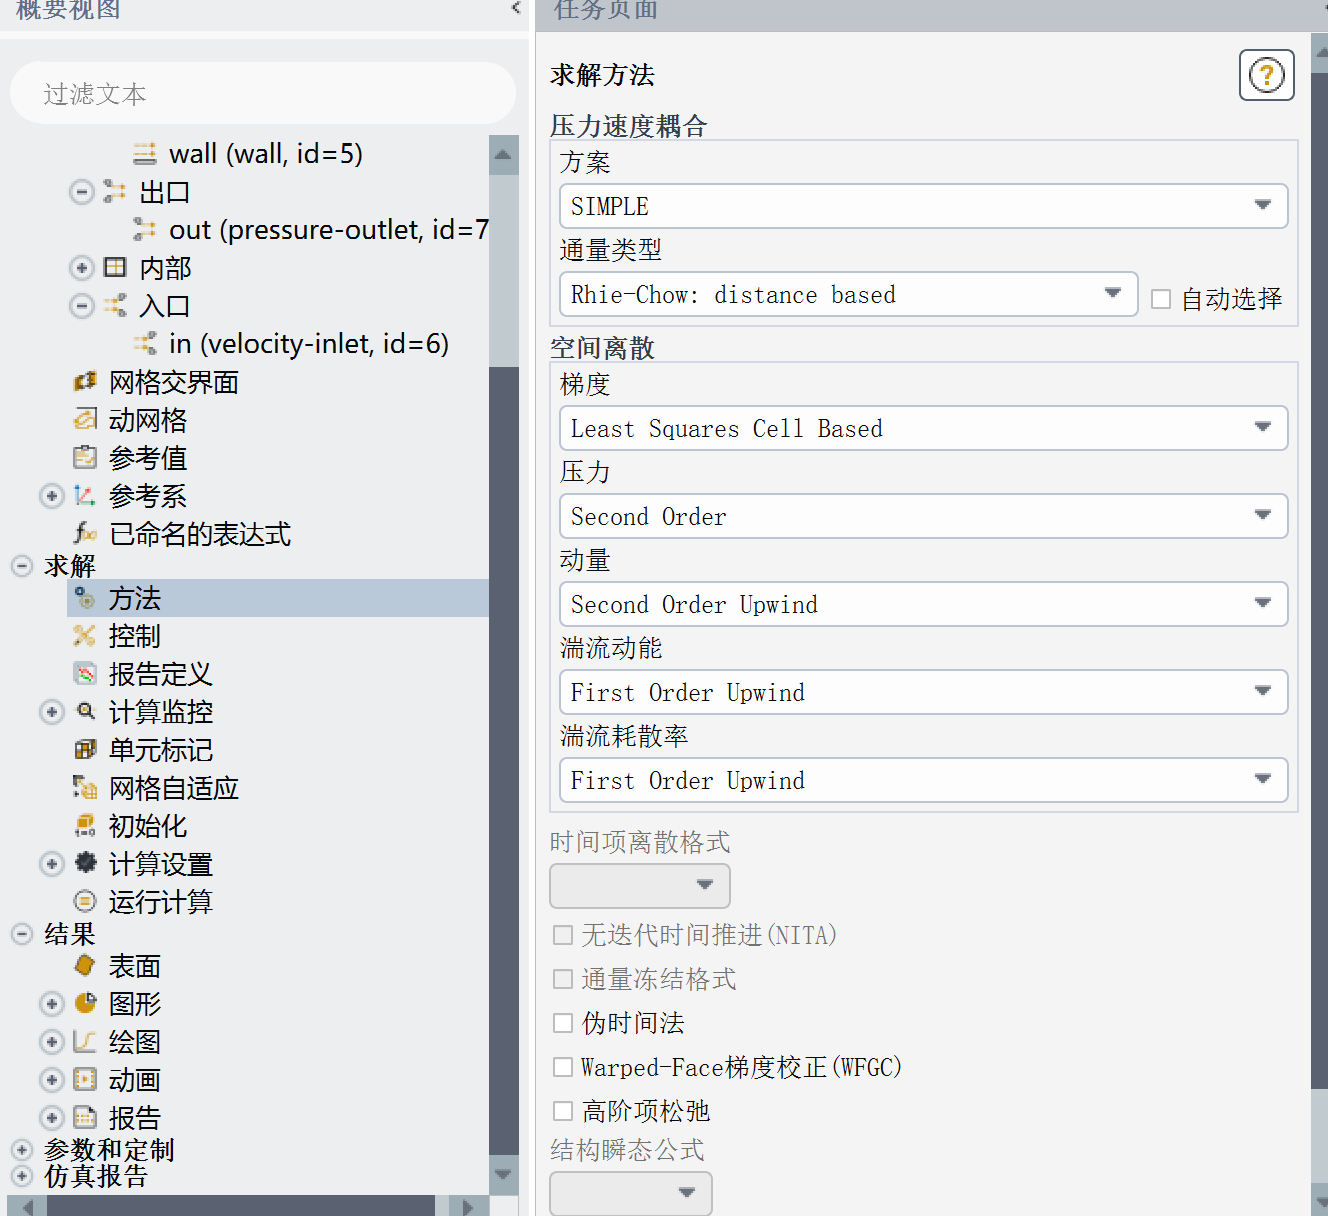 概要视图
过滤文本
wall (wall, id=5)
出口
out (pressure-outlet, id=7
内部
入口
in (velocity-inlet, id=6)
网格交界面
动网格
参考值
参考系
已命名的表达式
求解
方法
控制
报告定义
计算监控
单元标记
网格自适应
初始化
计算设置
运行计算
结果
表面
图形
绘图
动画
报告
参数和定制
仿真报告
任务页面
求解方法
压力速度耦合
方案
SIMPLE
通量类型
Rhie-Chow: distance based
自动选择
空间离散
梯度
Least Squares Cell Based
压力
Second Order
动量
Second Order Upwind
湍流动能
First Order Upwind
湍流耗散率
First Order Upwind
时间项离散格式
无迭代时间推进(NITA)
通量冻结格式
伪时间法
Warped-Face梯度校正(WFGC)
高阶项松弛
结构瞬态公式